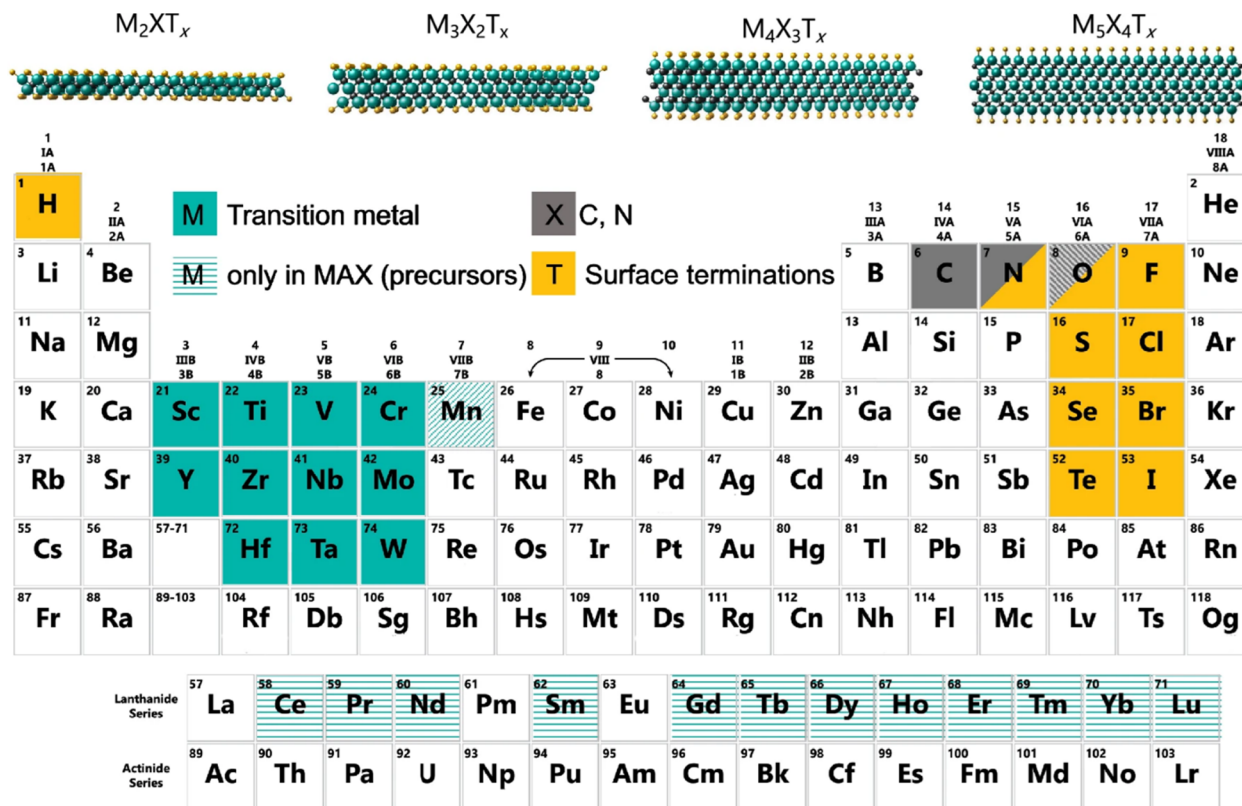 M₂XTₓ M₃X₂Tₓ M₄X₃Tₓ M₅X₄Tₓ
1 18
IA VIIIA
1A 8A
1 2
H He
M Transition metal X C, N
M only in MAX (precursors) T Surface terminations
2 13 14 15 16 17
IIA IIIA IVA VA VIA VIIA
2A 3A 4A 5A 6A 7A
3 4 5 6 7 8 9 10
Li Be B C N O F Ne
11 12 13 14 15 16 17 18
Na Mg Al Si P S Cl Ar
3 4 5 6 7 8 9 10 11 12
IIIB IVB VB VIB VIIB VIII IB IIB
3B 4B 5B 6B 7B 8 1B 2B
19 20 21 22 23 24 25 26 27 28 29 30 31 32 33 34 35 36
K Ca Sc Ti V Cr Mn Fe Co Ni Cu Zn Ga Ge As Se Br Kr
37 38 39 40 41 42 43 44 45 46 47 48 49 50 51 52 53 54
Rb Sr Y Zr Nb Mo Tc Ru Rh Pd Ag Cd In Sn Sb Te I Xe
55 56 57-71 72 73 74 75 76 77 78 79 80 81 82 83 84 85 86
Cs Ba Hf Ta W Re Os Ir Pt Au Hg Tl Pb Bi Po At Rn
87 88 89-103 104 105 106 107 108 109 110 111 112 113 114 115 116 117 118
Fr Ra Rf Db Sg Bh Hs Mt Ds Rg Cn Nh Fl Mc Lv Ts Og
Lanthanide
Series
57 58 59 60 61 62 63 64 65 66 67 68 69 70 71
La Ce Pr Nd Pm Sm Eu Gd Tb Dy Ho Er Tm Yb Lu
Actinide
Series
89 90 91 92 93 94 95 96 97 98 99 100 101 102 103
Ac Th Pa U Np Pu Am Cm Bk Cf Es Fm Md No Lr